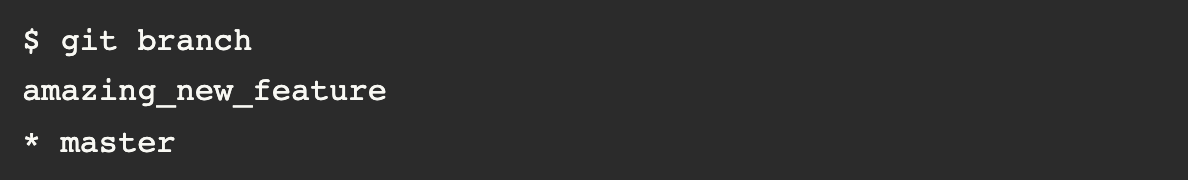 $ git branch
amazing_new_feature
* master